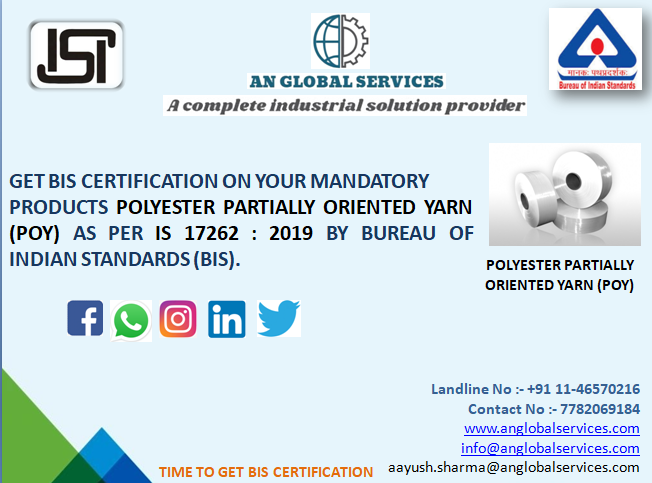 ISI
AN GLOBAL SERVICES
A complete industrial solution provider
मानकः पथप्रदर्शकः
Bureau of Indian Standards
GET BIS CERTIFICATION ON YOUR MANDATORY
PRODUCTS POLYESTER PARTIALLY ORIENTED YARN
(POY) AS PER IS 17262 : 2019 BY BUREAU OF
INDIAN STANDARDS (BIS).
POLYESTER PARTIALLY
ORIENTED YARN (POY)
Landline No :- +91 11-46570216
Contact No :- 7782069184
www.anglobalservices.com
info@anglobalservices.com
TIME TO GET BIS CERTIFICATION aayush.sharma@anglobalservices.com